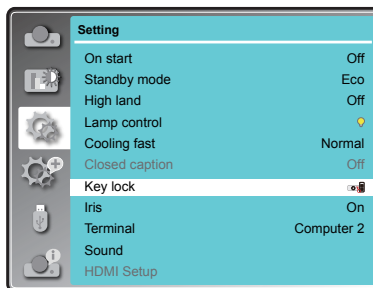 Setting
On start Off
Standby mode Eco
High land Off
Lamp control
Cooling fast Normal
Closed caption Off
Key lock
Iris On
Terminal Computer 2
Sound
HDMI Setup